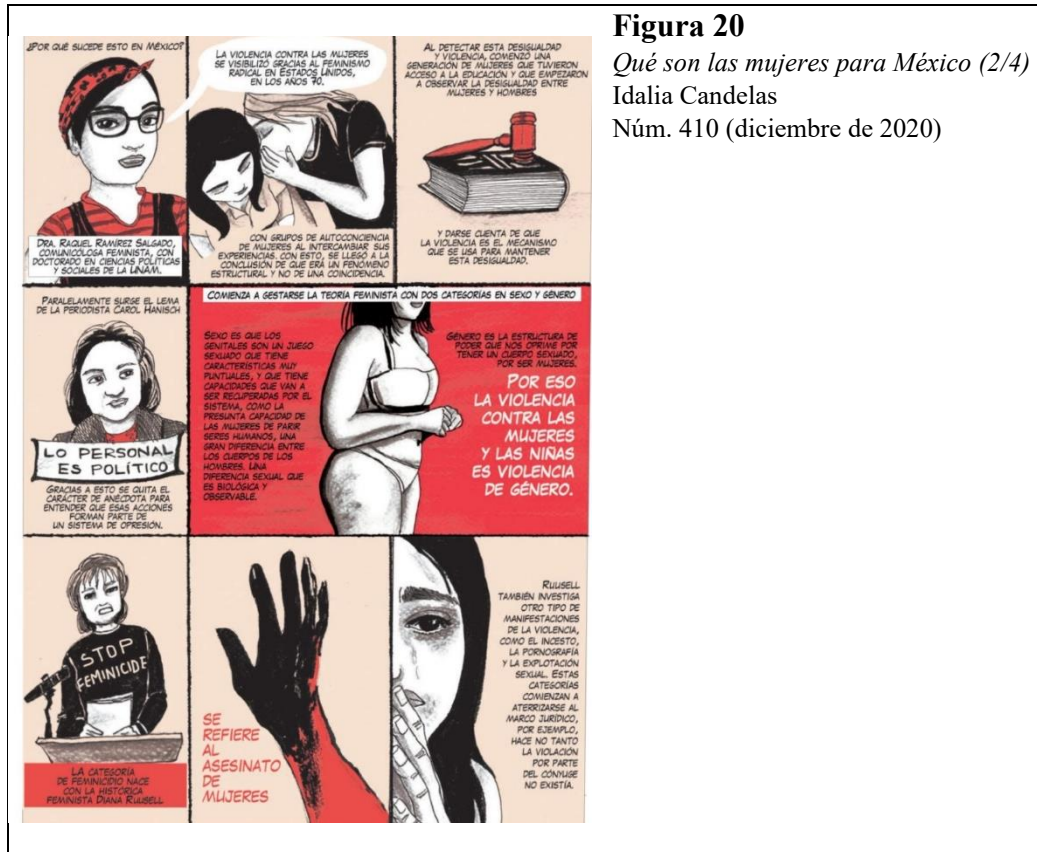 Figura 20
Qué son las mujeres para México (2/4)
Idalia Candelas
Núm. 410 (diciembre de 2020)
¿POR QUÉ SUCEDE ESTO EN MÉXICO?
DRA. RAQUEL RAMÍREZ SALGADO,
COMUNICÓLOGA FEMINISTA, CON
DOCTORADO EN CIENCIAS POLÍTICAS
Y SOCIALES DE LA UNAM.
LA VIOLENCIA CONTRA LAS MUJERES
SE VISIBILIZÓ GRACIAS AL FEMINISMO
RADICAL EN ESTADOS UNIDOS,
EN LOS AÑOS 70.
CON GRUPOS DE AUTOCONCIENCIA
DE MUJERES AL INTERCAMBIAR SUS
EXPERIENCIAS. CON ESTO, SE LLEGÓ A LA
CONCLUSIÓN DE QUE ERA UN FENÓMENO
ESTRUCTURAL Y NO DE UNA COINCIDENCIA.
AL DETECTAR ESTA DESIGUALDAD
Y VIOLENCIA, COMENZÓ UNA
GENERACIÓN DE MUJERES QUE TUVIERON
ACCESO A LA EDUCACIÓN Y QUE EMPEZARON
A OBSERVAR LA DESIGUALDAD ENTRE
MUJERES Y HOMBRES
Y DARSE CUENTA DE QUE
LA VIOLENCIA ES EL MECANISMO
QUE SE USA PARA MANTENER
ESTA DESIGUALDAD.
PARALELAMENTE SURGE EL LEMA
DE LA PERIODISTA CAROL HANISCH
LO PERSONAL
ES POLÍTICO
GRACIAS A ESTO SE QUITA EL
CARÁCTER DE ANÉCDOTA PARA
ENTENDER QUE ESAS ACCIONES
FORMAN PARTE DE
UN SISTEMA DE OPRESIÓN.
COMIENZA A GESTARSE LA TEORÍA FEMINISTA CON DOS CATEGORÍAS EN SEXO Y GÉNERO
SEXO ES QUE LOS
GENITALES SON UN JUEGO
SEXUADO QUE TIENE
CARACTERÍSTICAS MUY
PUNTUALES, Y QUE TIENE
CAPACIDADES QUE VAN A
SER RECUPERADAS POR EL
SISTEMA, COMO LA
PRESUNTA CAPACIDAD DE
LAS MUJERES DE PARIR
SERES HUMANOS, UNA
GRAN DIFERENCIA ENTRE
LOS CUERPOS DE LOS
HOMBRES. UNA
DIFERENCIA SEXUAL QUE
ES BIOLÓGICA Y
OBSERVABLE.
GÉNERO ES LA ESTRUCTURA DE
PODER QUE NOS OPRIME POR
TENER UN CUERPO SEXUADO,
POR SER MUJERES.
POR ESO
LA VIOLENCIA
CONTRA LAS
MUJERES
Y LAS NIÑAS
ES VIOLENCIA
DE GÉNERO.
STOP
FEMINICIDE
LA CATEGORÍA
DE FEMINICIDIO NACE
CON LA HISTÓRICA
FEMINISTA DIANA RUUSELL
SE
REFIERE
AL
ASESINATO
DE
MUJERES
RUUSELL
TAMBIÉN INVESTIGA
OTRO TIPO DE
MANIFESTACIONES
DE LA VIOLENCIA,
COMO EL INCESTO,
LA PORNOGRAFÍA
Y LA EXPLOTACIÓN
SEXUAL. ESTAS
CATEGORÍAS
COMIENZAN A
ATERRIZARSE AL
MARCO JURÍDICO,
POR EJEMPLO,
HACE NO TANTO
LA VIOLACIÓN
POR PARTE
DEL CÓNYUGE
NO EXISTÍA.